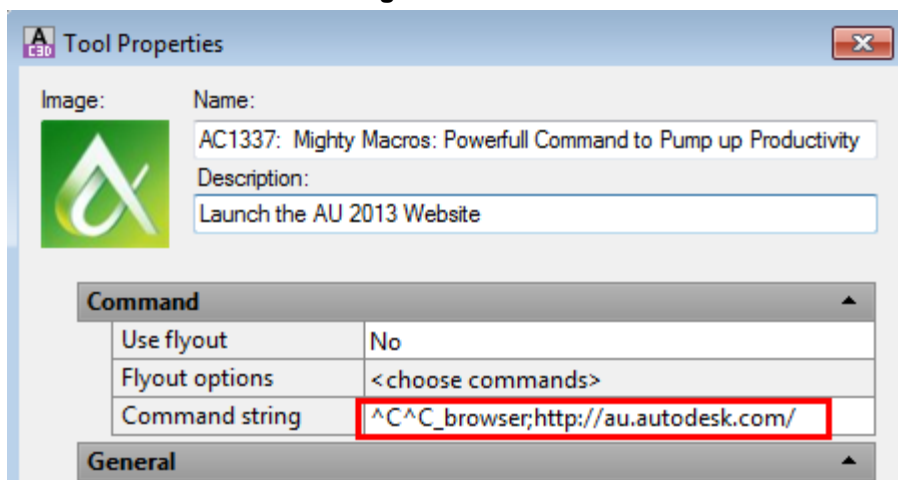 A C3D Tool Properties
Image: Name:
AC1337: Mighty Macros: Powerfull Command to Pump up Productivity
Description:
Launch the AU 2013 Website
Command
Use flyout No
Flyout options <choose commands>
Command string ^C^C_browser;http://au.autodesk.com/
General